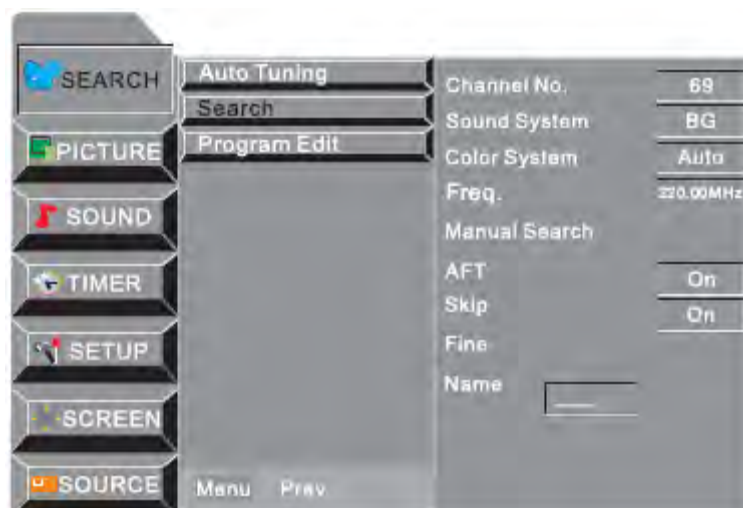 SEARCH
PICTURE
SOUND
TIMER
SETUP
SCREEN
SOURCE
Auto Tuning
Search
Program Edit
Menu Prev
Channel No. 69
Sound System BG
Color System Auto
Freq. 220.00MHz
Manual Search
AFT On
Skip On
Fine
Name